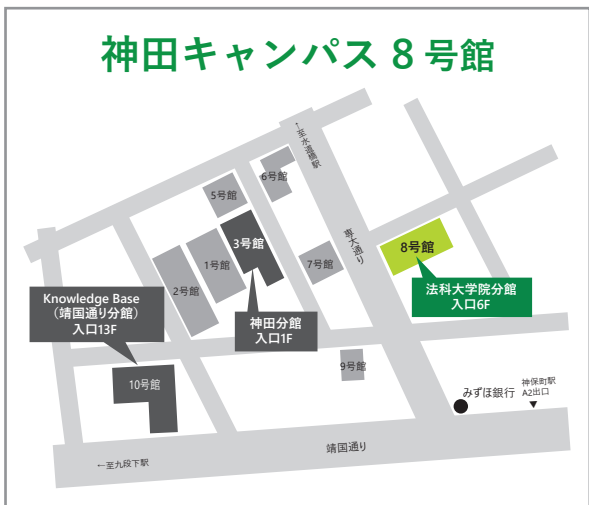 神田キャンパス 8 号館
↑至水道橋駅
6号館
5号館
専大通り
3号館
8号館
1号館
7号館
2号館
法科大学院分館
入口6F
Knowledge Base
(靖国通り分館)
入口13F
神田分館
入口1F
9号館
10号館
みずほ銀行
神保町駅
A2出口
▼
靖国通り
←至九段下駅